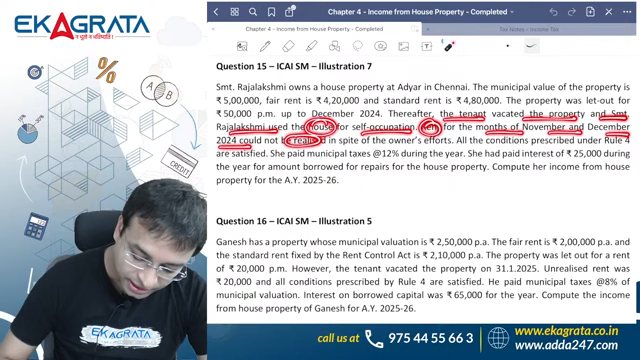 EKAGRATA
Chapter 4 - Income from House Property - Completed
Chapter 4 - Income from House Property - Completed
Tax Notes - Income Tax
Question 15 – ICAI SM – Illustration 7
Smt. Rajalakshmi owns a house property at Adyar in Chennai. The municipal value of the property is
₹ 5,00,000, fair rent is ₹ 4,20,000 and standard rent is ₹ 4,80,000. The property was let-out for
₹ 50,000 p.m. up to December 2024. Thereafter, the tenant vacated the property and Smt.
Rajalakshmi used the house for self-occupation. Rent for the months of November and December
2024 could not be realised in spite of the owner's efforts. All the conditions prescribed under Rule 4
are satisfied. She paid municipal taxes @12% during the year. She had paid interest of ₹ 25,000 during
the year for amount borrowed for repairs for the house property. Compute her income from house
property for the A.Y. 2025-26.
Question 16 – ICAI SM – Illustration 5
Ganesh has a property whose municipal valuation is ₹ 2,50,000 p.a. The fair rent is ₹ 2,00,000 p.a. and
the standard rent fixed by the Rent Control Act is ₹ 2,10,000 p.a. The property was let out for a rent
of ₹ 20,000 p.m. However, the tenant vacated the property on 31.1.2025. Unrealised rent was
₹ 20,000 and all conditions prescribed by Rule 4 are satisfied. He paid municipal taxes @8% of
municipal valuation. Interest on borrowed capital was ₹ 65,000 for the year. Compute the income
from house property of Ganesh for A.Y. 2025-26.
A
B
CREDIT
EKAGRATA
call us at 975 44 55 66 3
www.ekagrata.co.in
www.adda247.com